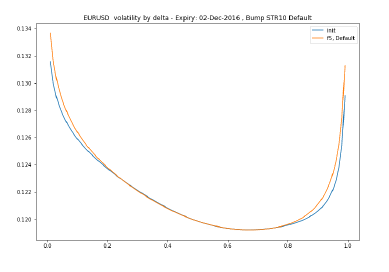 EURUSD volatility by delta - Expiry: 02-Dec-2016 , Bump STR10 Default
init
f5, Default
0.134
0.132
0.130
0.128
0.126
0.124
0.122
0.120
0.0 0.2 0.4 0.6 0.8 1.0